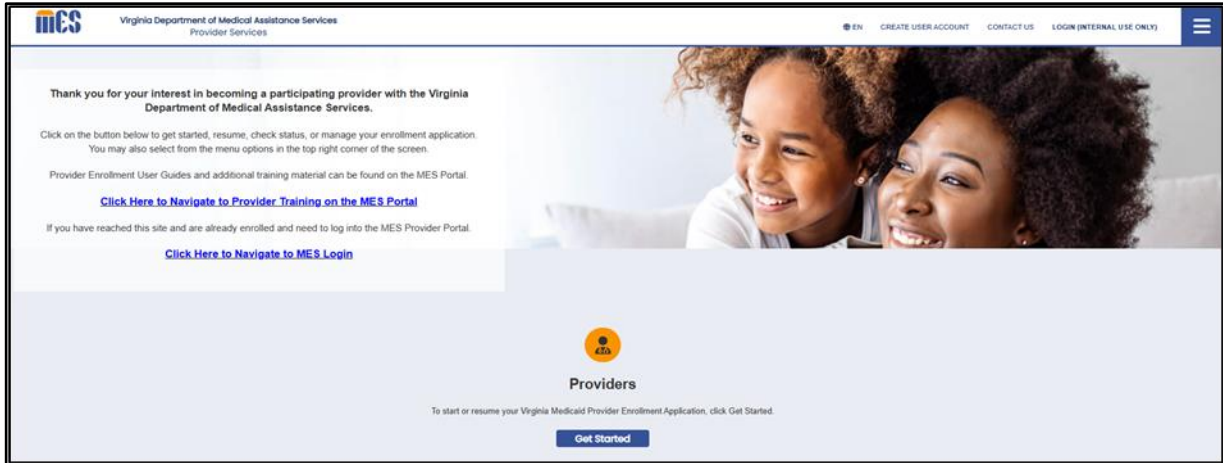 mes
Virginia Department of Medical Assistance Services
Provider Services
EN CREATE USER ACCOUNT CONTACT US LOGIN (INTERNAL USE ONLY)
Thank you for your interest in becoming a participating provider with the Virginia
Department of Medical Assistance Services.
Click on the button below to get started, resume, check status, or manage your enrollment application.
You may also select from the menu options in the top right corner of the screen.
Provider Enrollment User Guides and additional training material can be found on the MES Portal.
Click Here to Navigate to Provider Training on the MES Portal
If you have reached this site and are already enrolled and need to log into the MES Provider Portal.
Click Here to Navigate to MES Login
Providers
To start or resume your Virginia Medicaid Provider Enrollment Application, click Get Started.
Get Started